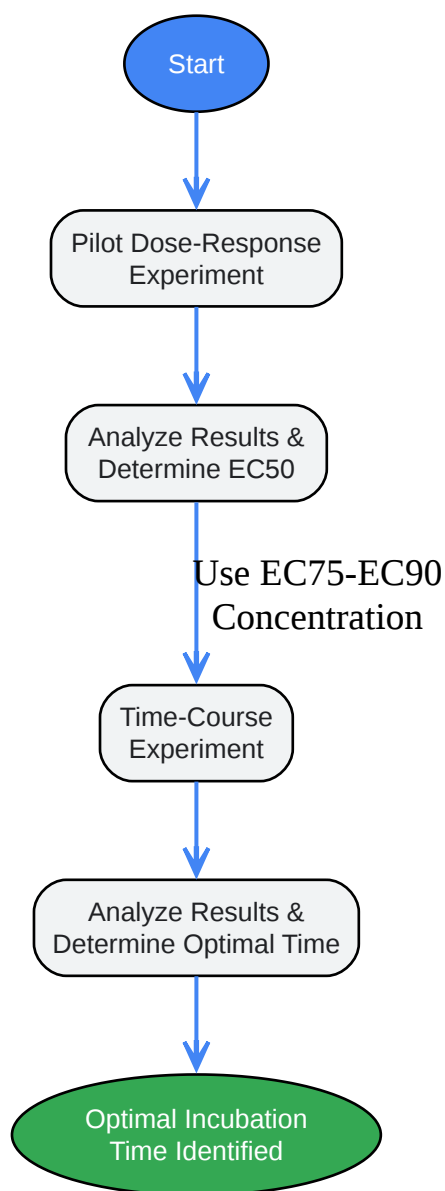 Start
Pilot Dose-Response
Experiment
Analyze Results &
Determine EC50
Use EC75-EC90
Concentration
Time-Course
Experiment
Analyze Results &
Determine Optimal Time
Optimal Incubation
Time Identified